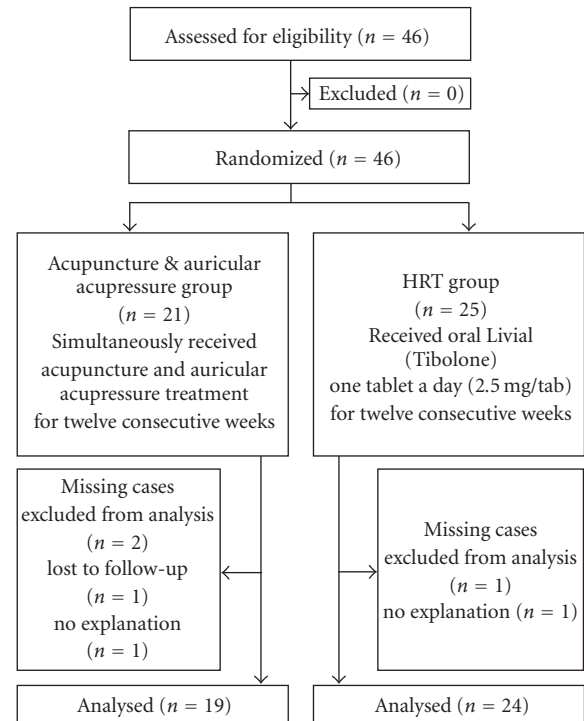 Assessed for eligibility (n = 46)
Excluded (n = 0)
Randomized (n = 46)
Acupuncture & auricular
acupressure group
(n = 21)
Simultaneously received
acupuncture and auricular
acupressure treatment
for twelve consecutive weeks
HRT group
(n = 25)
Received oral Livial
(Tibolone)
one tablet a day (2.5 mg/tab)
for twelve consecutive weeks
Missing cases
excluded from analysis
(n = 2)
lost to follow-up
(n = 1)
no explanation
(n = 1)
Missing cases
excluded from analysis
(n = 1)
no explanation (n = 1)
Analysed (n = 19)
Analysed (n = 24)